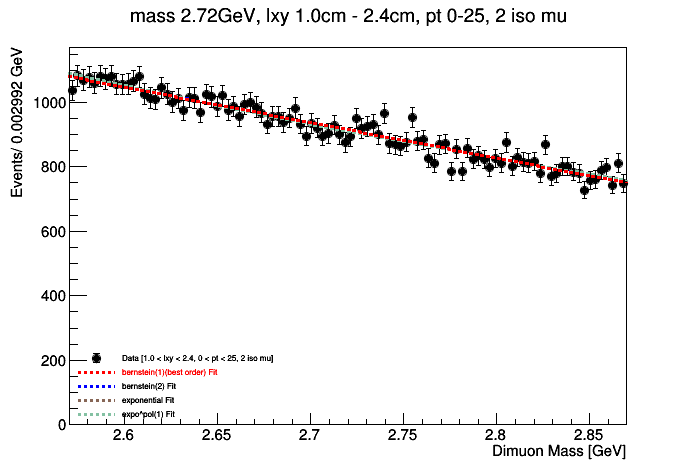 mass 2.72GeV, lxy 1.0cm - 2.4cm, pt 0-25, 2 iso mu
Events/ 0.002992 GeV
1000
800
600
400
200
0
Data [1.0 < lxy < 2.4, 0 < pt < 25, 2 iso mu]
bernstein(1)(best order) Fit
bernstein(2) Fit
exponential Fit
expo*pol(1) Fit
2.6 2.65 2.7 2.75 2.8 2.85
Dimuon Mass [GeV]